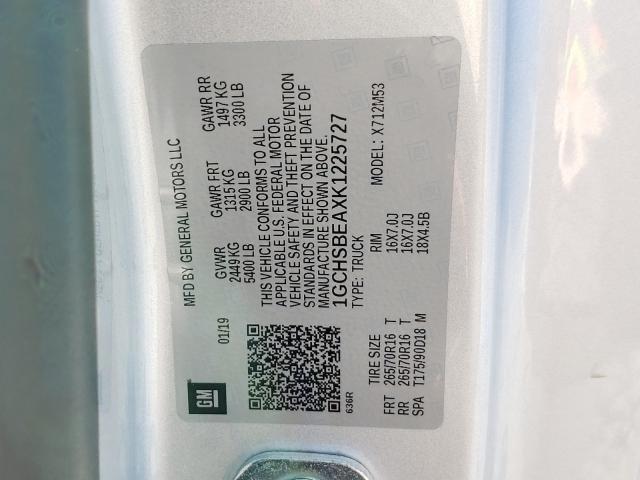 GM
MFD BY GENERAL MOTORS LLC
01/19
GVWR GAWR FRT GAWR RR
2449 KG 1315 KG 1497 KG
5400 LB 2900 LB 3300 LB
THIS VEHICLE CONFORMS TO ALL
APPLICABLE U.S. FEDERAL MOTOR
VEHICLE SAFETY AND THEFT PREVENTION
STANDARDS IN EFFECT ON THE DATE OF
MANUFACTURE SHOWN ABOVE.
1GCHSBEAXK1225727
636R TYPE: TRUCK MODEL: X712M53
TIRE SIZE RIM
FRT 265/70R16 T 16X7.0J
RR 265/70R16 T 16X7.0J
SPA T175/90D18 M 18X4.5B